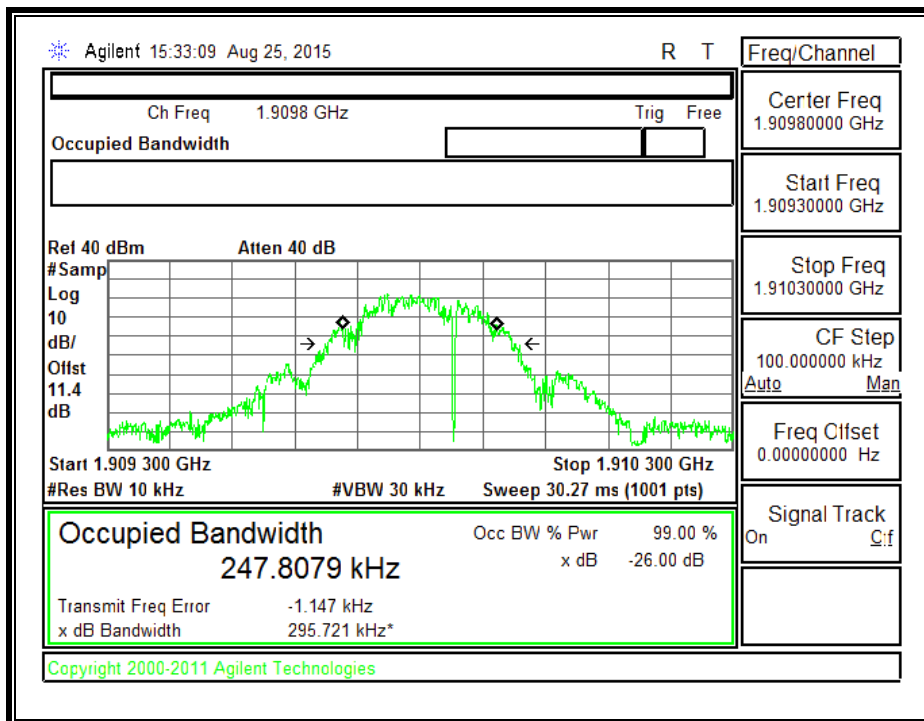 Agilent 15:33:09 Aug 25, 2015 R T
Freq/Channel
Ch Freq 1.9098 GHz Trig Free
Occupied Bandwidth
Center Freq
1.90980000 GHz
Start Freq
1.90930000 GHz
Stop Freq
1.91030000 GHz
CF Step
100.000000 kHz
Auto Man
Freq Offset
0.00000000 Hz
Signal Track
On Off
Ref 40 dBm Atten 40 dB
#Samp
Log
10
dB/
Offst
11.4
dB
Start 1.909 300 GHz Stop 1.910 300 GHz
#Res BW 10 kHz #VBW 30 kHz Sweep 30.27 ms (1001 pts)
Occupied Bandwidth Occ BW % Pwr 99.00 %
247.8079 kHz x dB -26.00 dB
Transmit Freq Error -1.147 kHz
x dB Bandwidth 295.721 kHz*
Copyright 2000-2011 Agilent Technologies